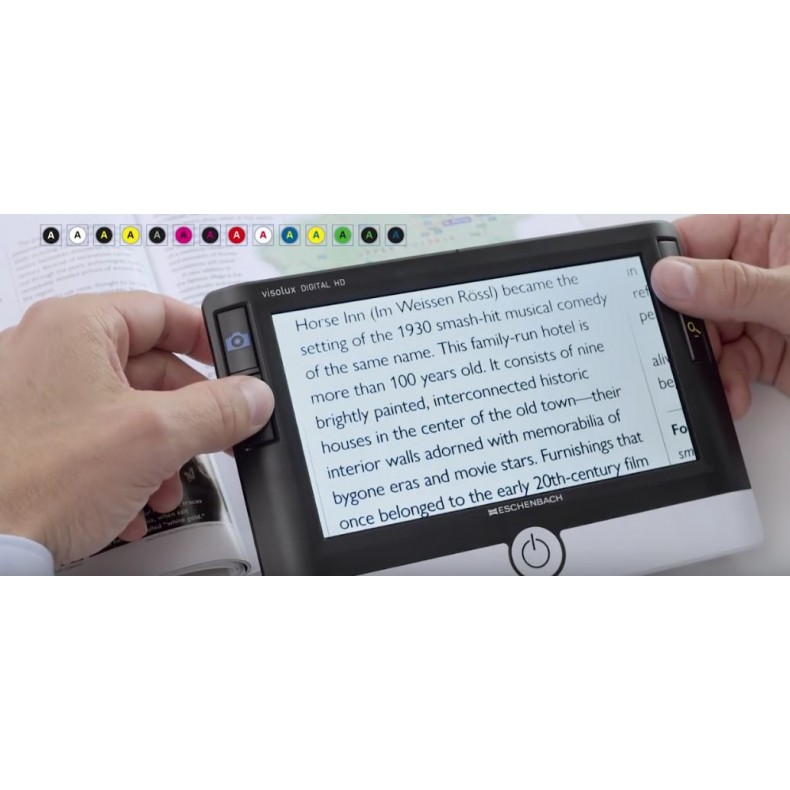 A A A A A A A A A A A A A A
visolux DIGITAL HD
Horse Inn (Im Weissen Rössl) became the
setting of the 1930 smash-hit musical comedy
of the same name. This family-run hotel is
more than 100 years old. It consists of nine
brightly painted, interconnected historic
houses in the center of the old town—their
interior walls adorned with memorabilia of
bygone eras and movie stars. Furnishings that
once belonged to the early 20th-century film
in
ref
pe
aliv
be
Fo
sm
ESCHENBACH
traces
"white gold."